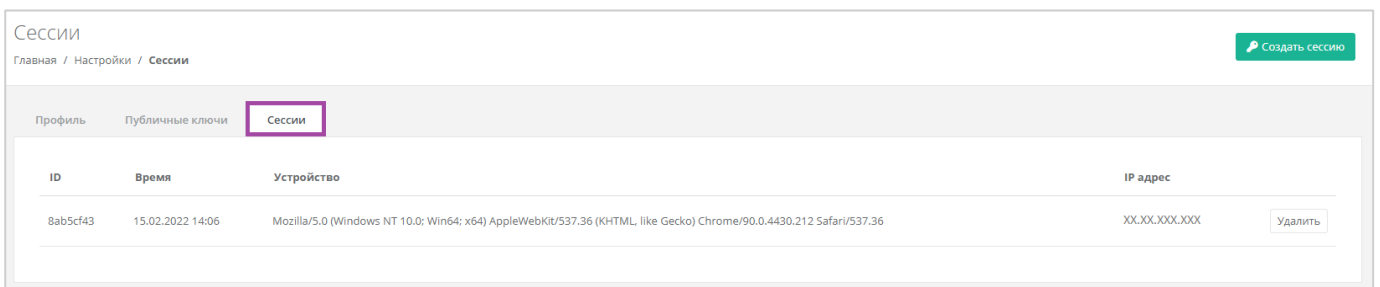 Сессии
Создать сессию
Главная / Настройки / Сессии
Профиль Публичные ключи Сессии
ID Время Устройство IP адрес
8ab5cf43 15.02.2022 14:06 Mozilla/5.0 (Windows NT 10.0; Win64; x64) AppleWebKit/537.36 (KHTML, like Gecko) Chrome/90.0.4430.212 Safari/537.36 XX.XX.XXX.XXX Удалить